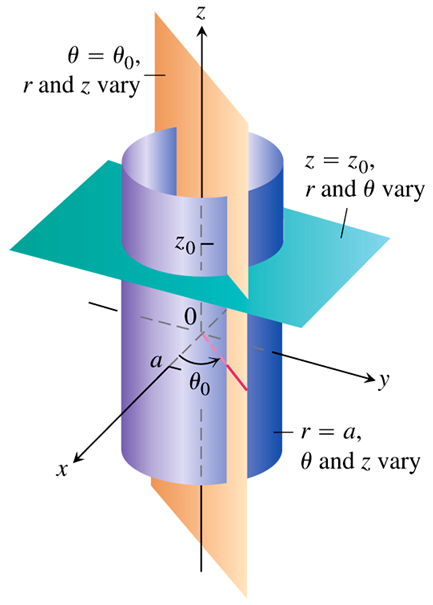 z
θ = θ₀,
r and z vary
z = z₀,
r and θ vary
z₀
0
a
θ₀
y
r = a,
θ and z vary
x